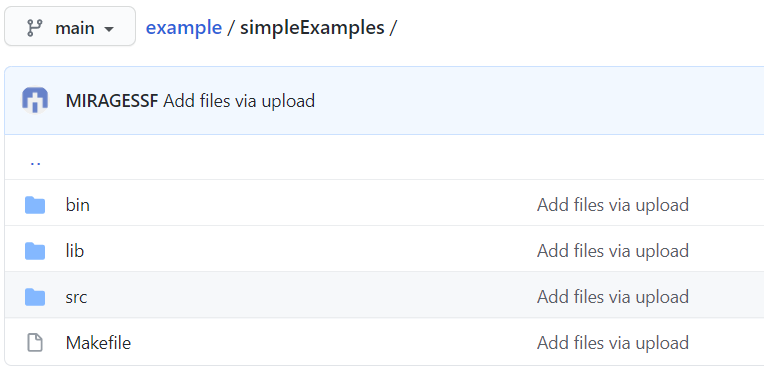 main example / simpleExamples /
MIRAGESSF Add files via upload
..
bin Add files via upload
lib Add files via upload
src Add files via upload
Makefile Add files via upload